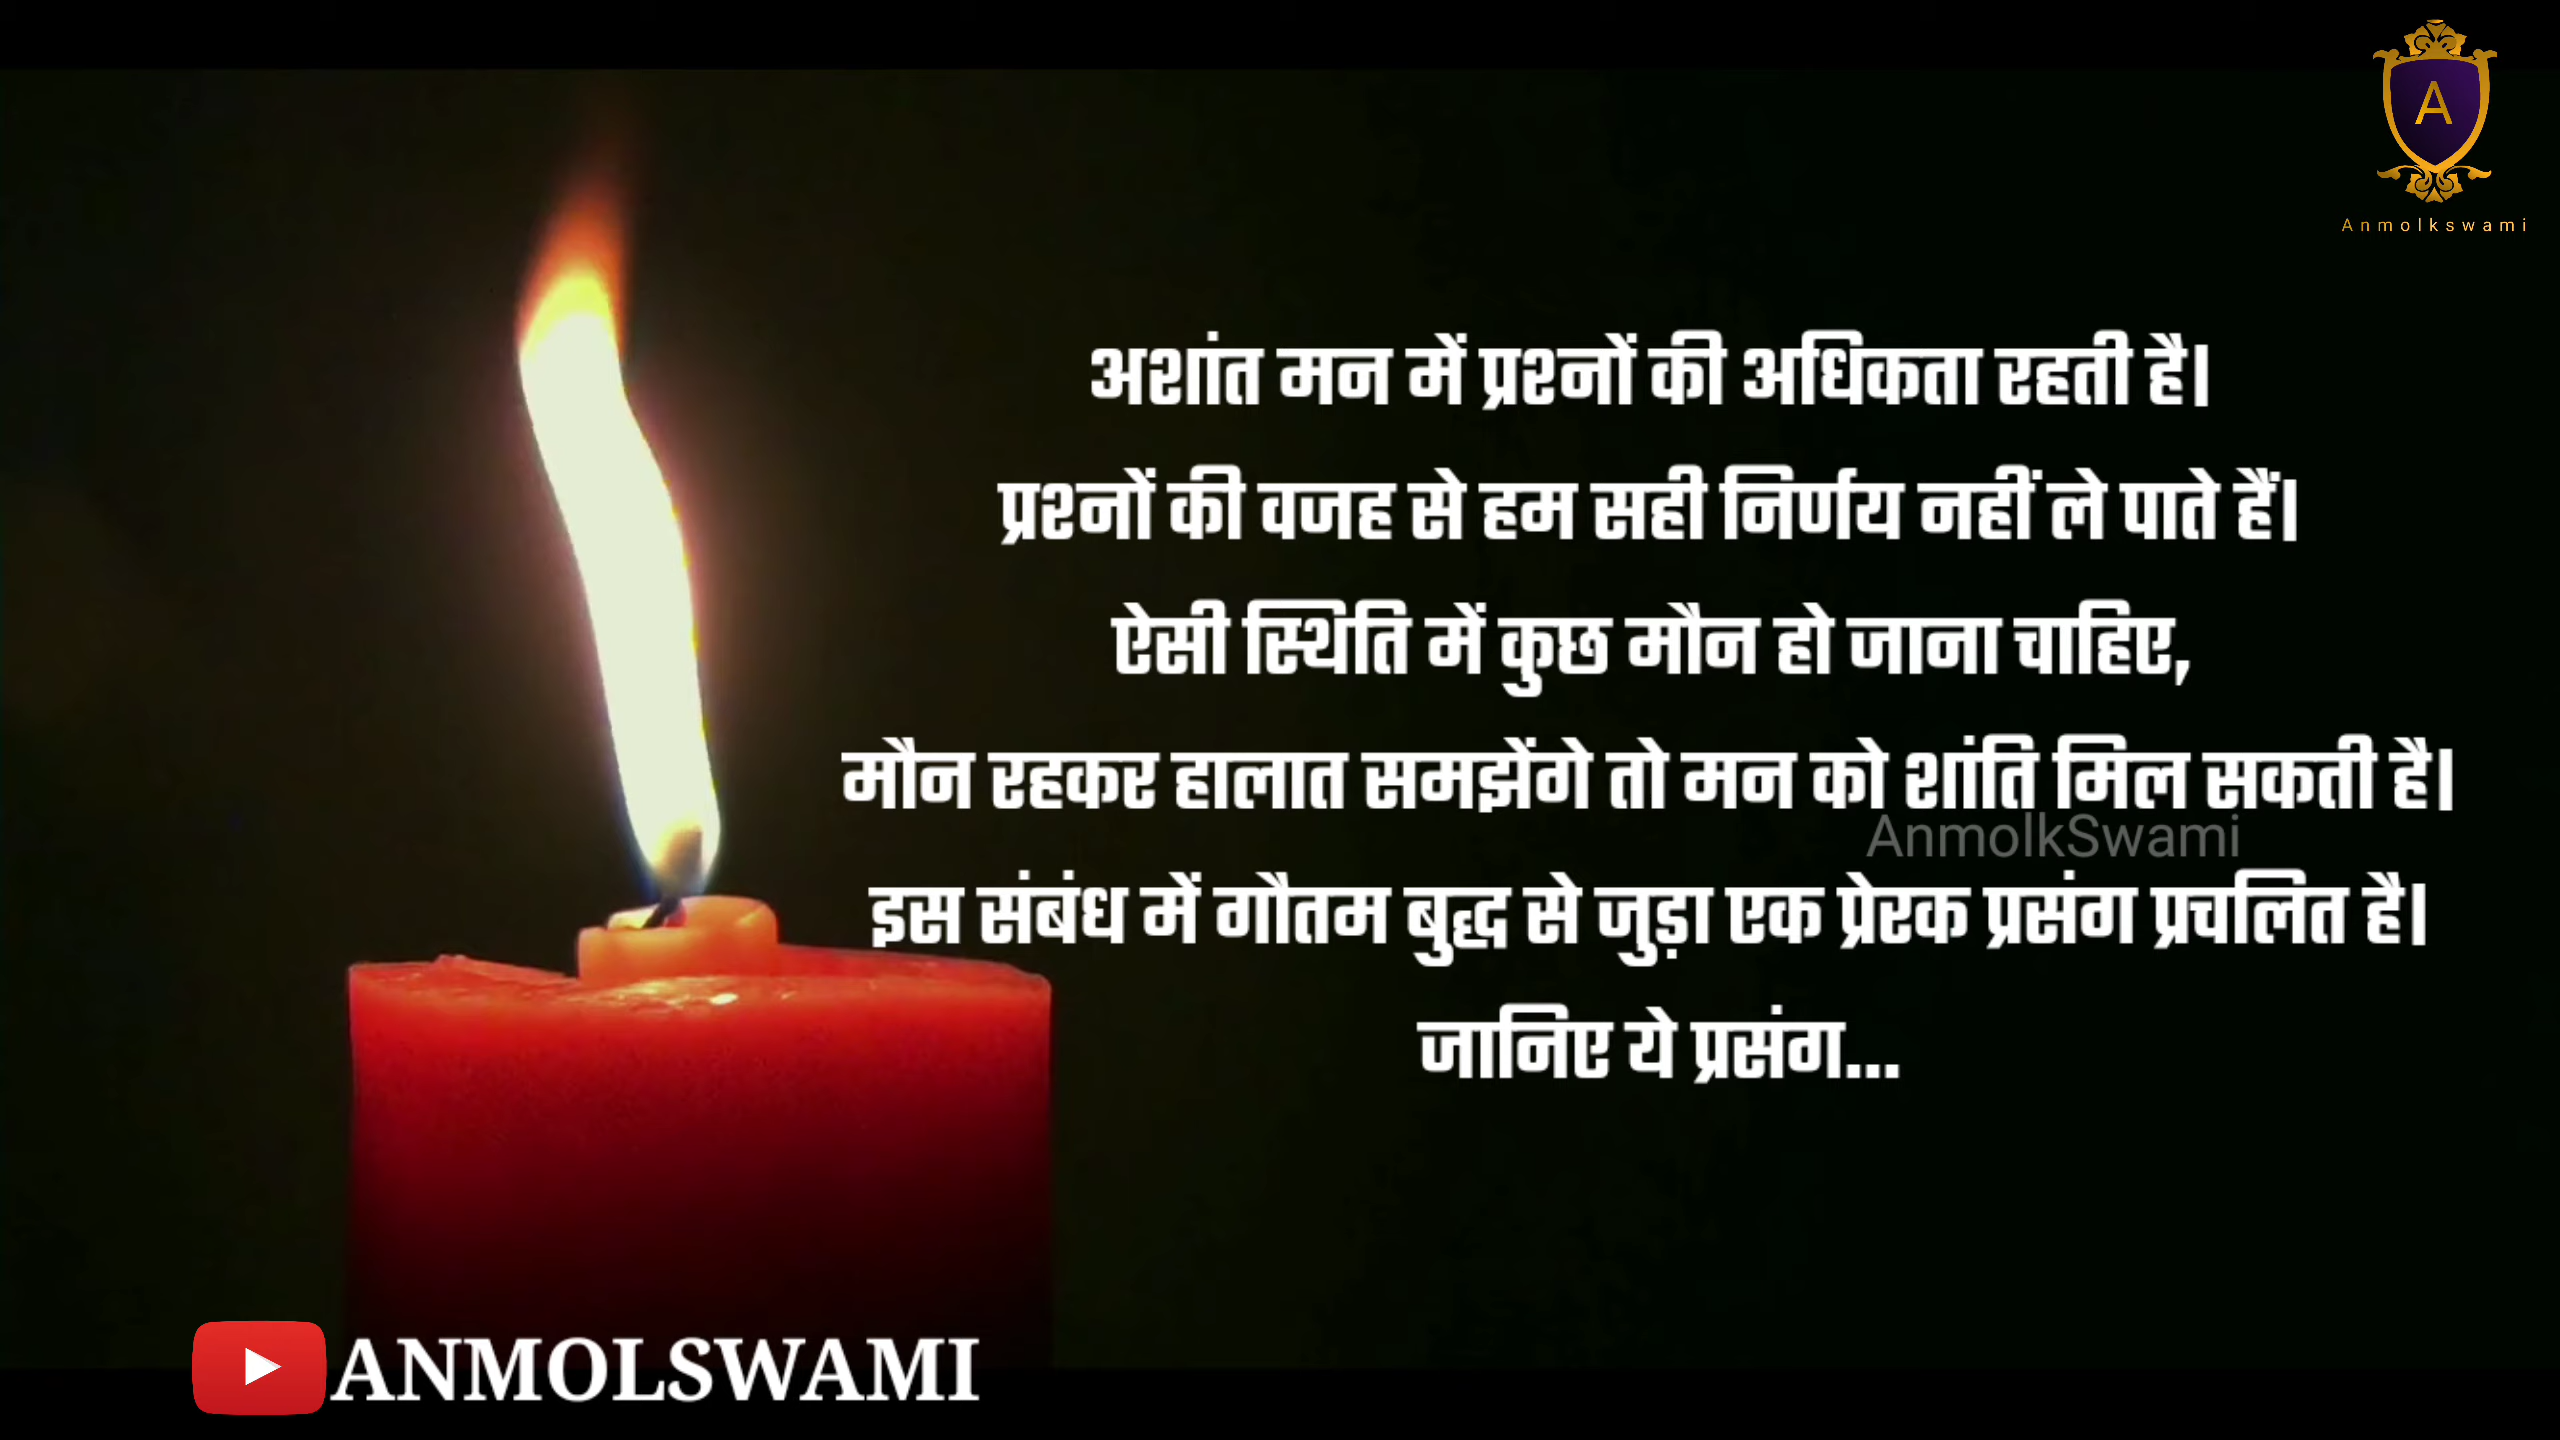 A
Anmolkswami
अशांत मन में प्रश्नों की अधिकता रहती है।
प्रश्नों की वजह से हम सही निर्णय नहीं ले पाते हैं।
ऐसी स्थिति में कुछ मौन हो जाना चाहिए,
मौन रहकर हालात समझेंगे तो मन को शांति मिल सकती है।
AnmolkSwami
इस संबंध में गौतम बुद्ध से जुड़ा एक प्रेरक प्रसंग प्रचलित है।
जानिए ये प्रसंग...
ANMOLSWAMI